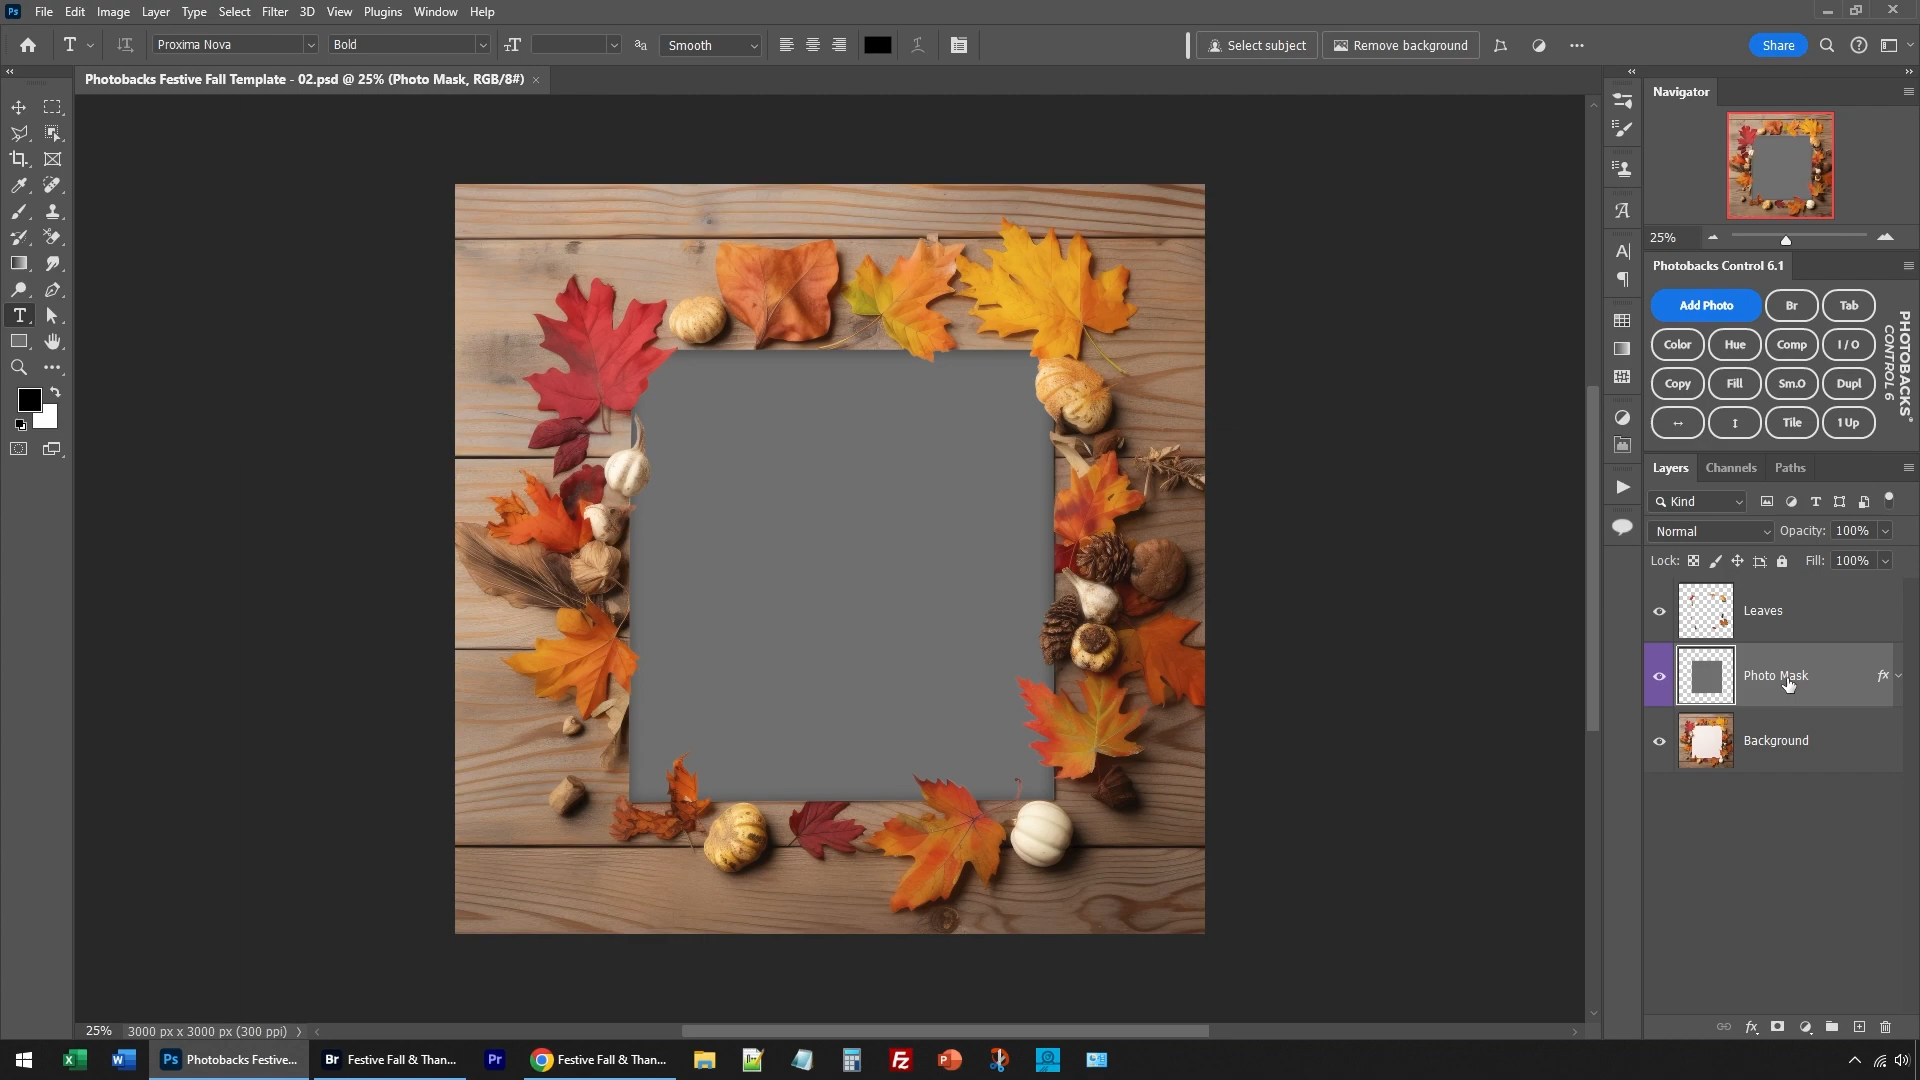 Ps File Edit Image Layer Type Select Filter 3D View Plugins Window Help
T Proxima Nova Bold Smooth Select subject Remove background Share
Photobacks Festive Fall Template - 02.psd @ 25% (Photo Mask, RGB/8#) ×
Navigator
25%
Photobacks Control 6.1
Add Photo Br Tab
Color Hue Comp I / O
Copy Fill Sm.O Dupl
Tile 1 Up
PHOTOBACKS
CONTROL 6
Layers Channels Paths
Kind
Normal Opacity: 100%
Lock: Fill: 100%
Leaves
Photo Mask fx
Background
25% 3000 px x 3000 px (300 ppi)
fx
Ps Photobacks Festive... Br Festive Fall & Than... Pr Festive Fall & Than...